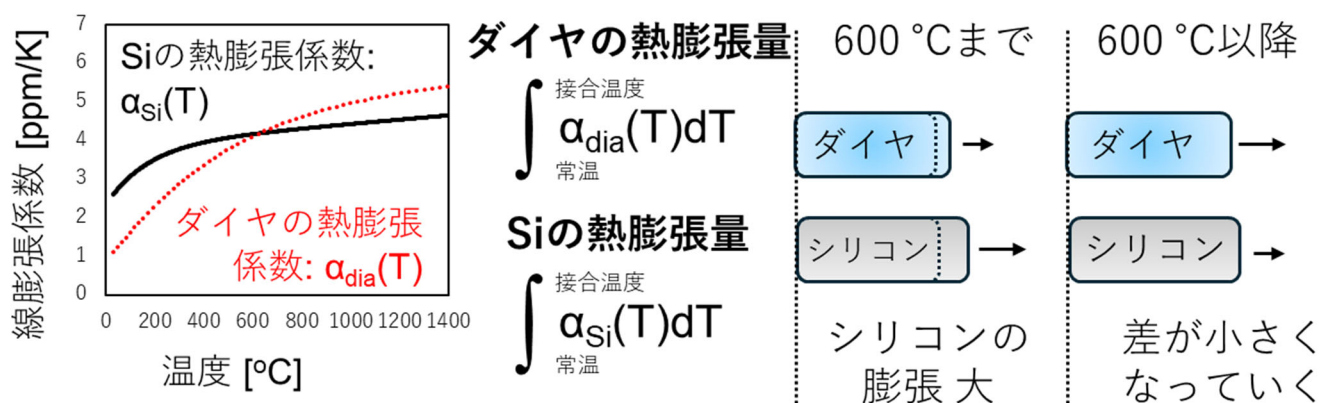 線膨張係数 [ppm/K]
7
6
5
4
3
2
1
0
Siの熱膨張係数:
αSi(T)
ダイヤの熱膨張
係数: αdia(T)
0 200 400 600 800 1000 1200 1400
温度 [oC]
ダイヤの熱膨張量
接合温度
∫ αdia(T)dT
常温
Siの熱膨張量
接合温度
∫ αSi(T)dT
常温
600 ℃まで
ダイヤ
シリコン
シリコンの
膨張 大
600 ℃以降
ダイヤ
シリコン
差が小さく
なっていく